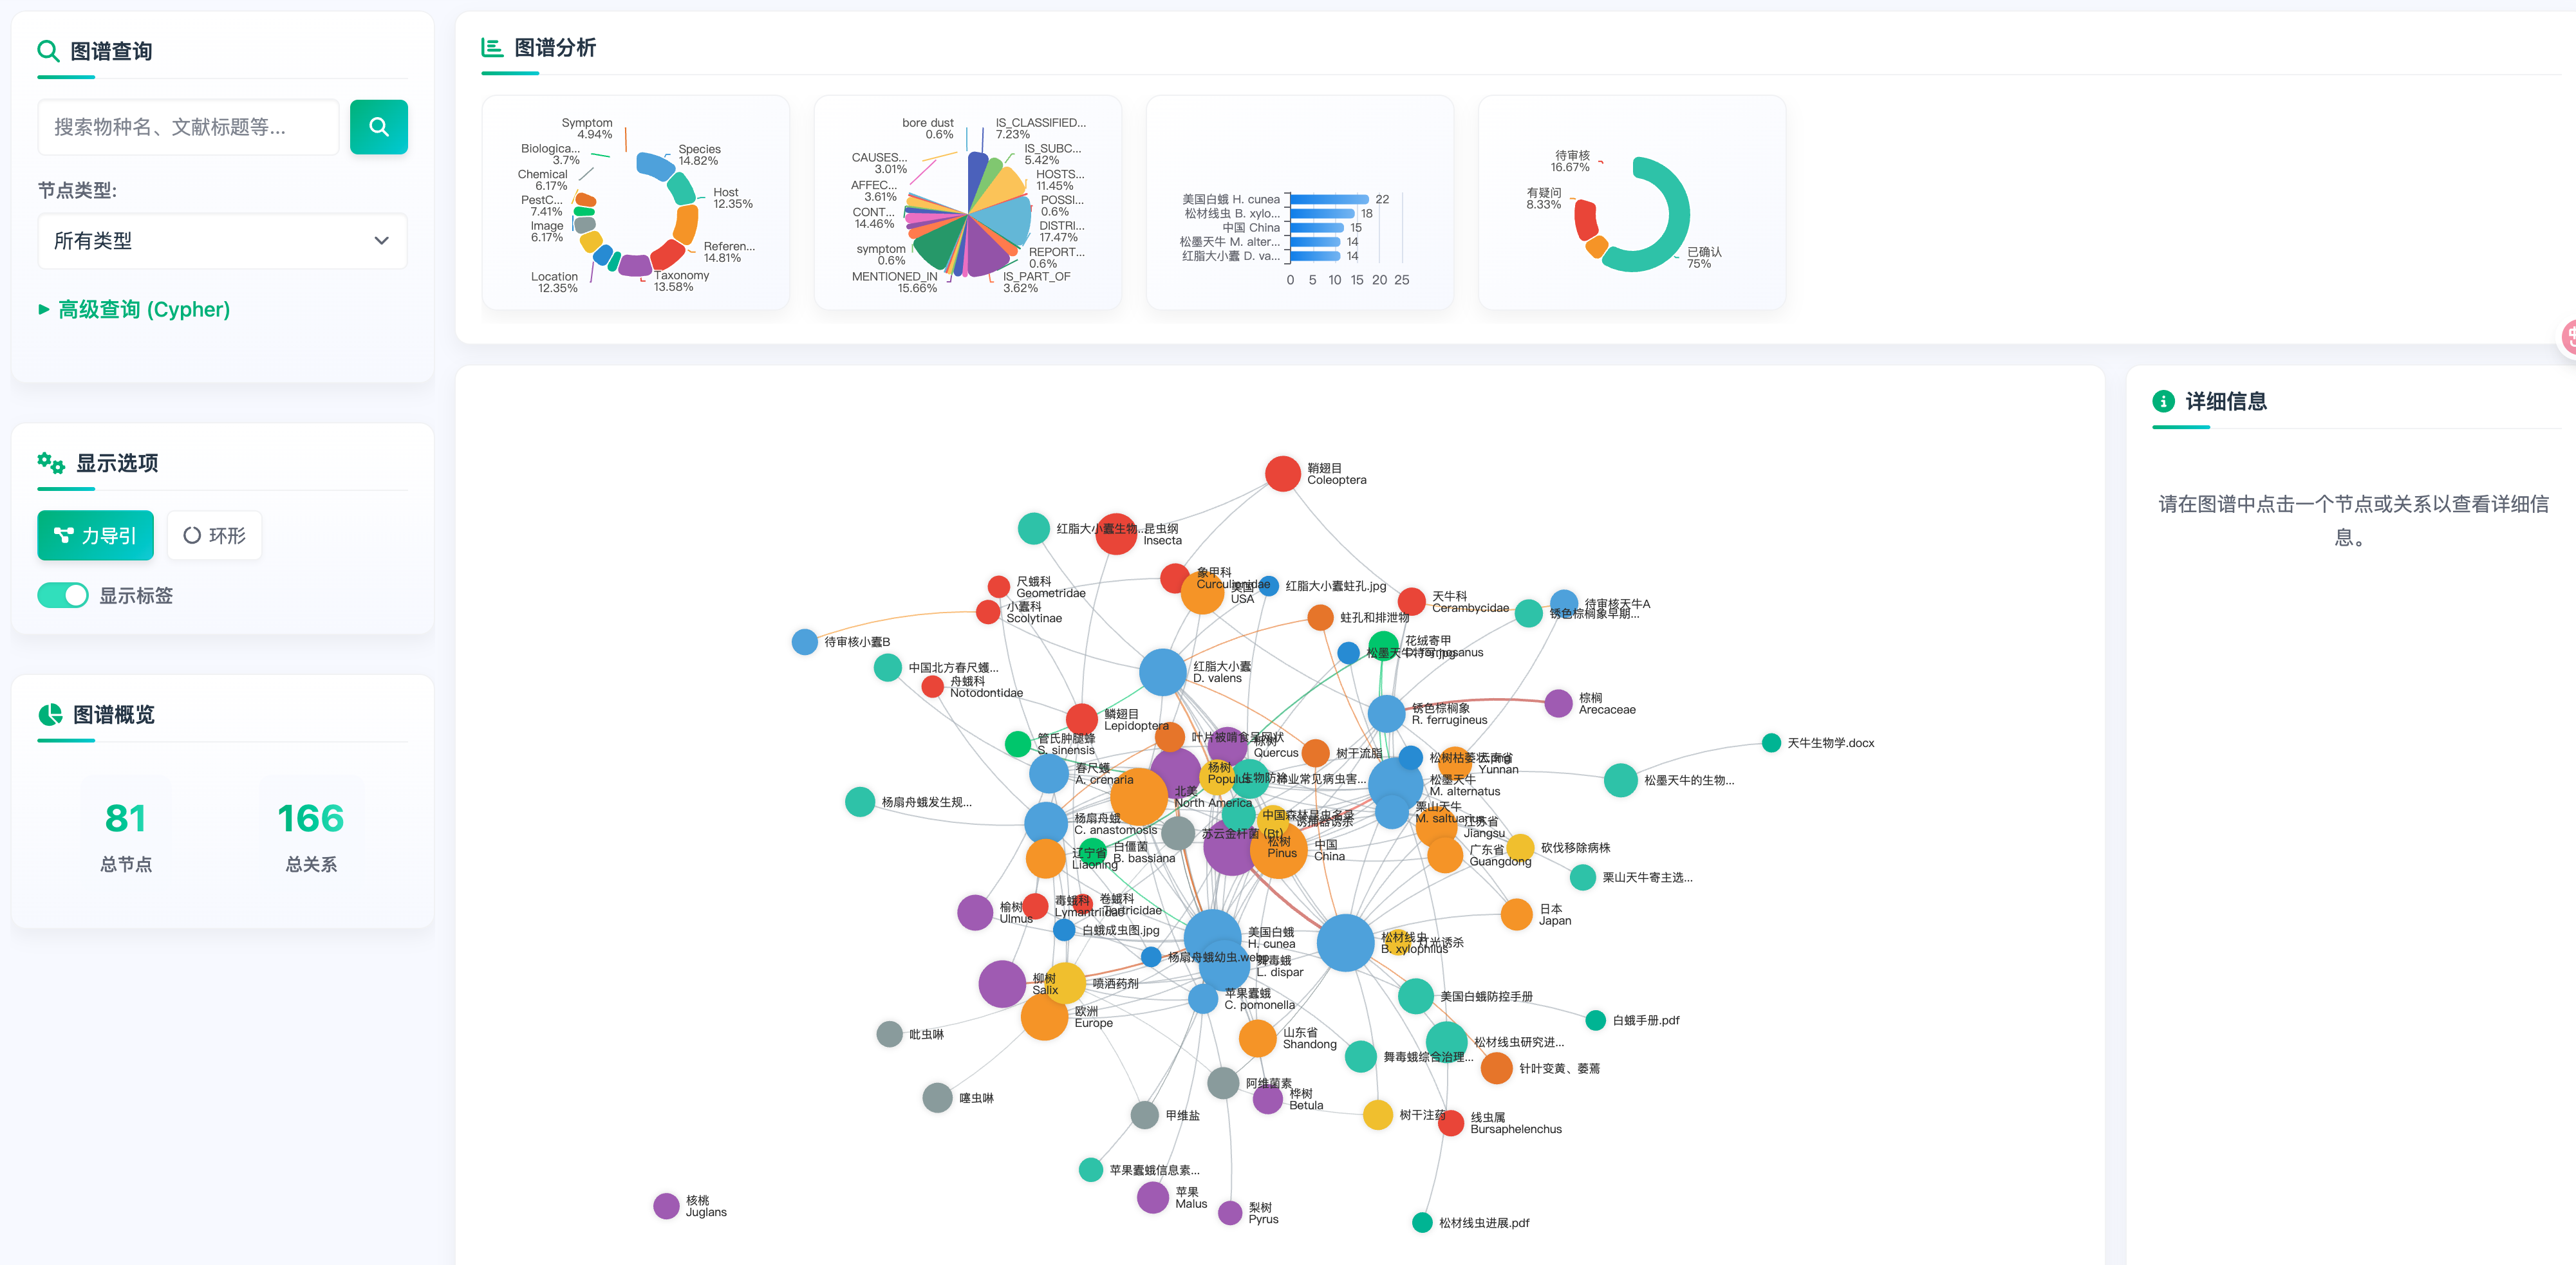 图谱查询
搜索物种名、文献标题等...
节点类型:
所有类型
高级查询 (Cypher)
显示选项
力导引
环形
显示标签
图谱概览
81
总节点
166
总关系
图谱分析
Symptom
4.94%
Biologica...
3.7%
Chemical
6.17%
PestC...
7.41%
Image
6.17%
Location
12.35%
Species
14.82%
Host
12.35%
Referen...
14.81%
Taxonomy
13.58%
bore dust
0.6%
CAUSES...
3.01%
AFFEC...
3.61%
CONT...
14.46%
symptom
0.6%
MENTIONED_IN
15.66%
IS_CLASSIFIED...
7.23%
IS_SUBC...
5.42%
HOSTS...
11.45%
POSSI...
0.6%
DISTRI...
17.47%
REPORT...
0.6%
IS_PART_OF
3.62%
美国白蛾 H. cunea 22
松材线虫 B. xylo... 18
中国 China 15
松墨天牛 M. alter... 14
红脂大小蠹 D. va... 14
0 5 10 15 20 25
待审核
16.67%
有疑问
8.33%
已确认
75%
详细信息
请在图谱中点击一个节点或关系以查看详细信
息。
鞘翅目
Coleoptera
红脂大小蠹生物...
昆虫纲
Insecta
象甲科
Curculionidae
美国
USA
红脂大小蠹蛀孔.jpg
尺蛾科
Geometridae
小蠹科
Scolytinae
天牛科
Cerambycidae
待审核天牛A
锈色棕榈象早期...
蛀孔和排泄物
待审核小蠹B
花绒寄甲
中国北方春尺蠖...
舟蛾科
Notodontidae
红脂大小蠹
D. valens
棕榈
Arecaceae
锈色棕榈象
R. ferrugineus
鳞翅目
Lepidoptera
管氏肿腿蜂
S. sinensis
叶片被啃食呈网状
Quercus
树干流脂
云南省
Yunnan
天牛生物学.docx
春尺蠖
A. crenaria
杨树
Populus
生物防治
林业常见病虫害...
松墨天牛
M. alternatus
松墨天牛的生物...
杨扇舟蛾发生规...
北美
North America
栗山天牛
M. saltuarius
中国森林昆虫名录
诱捕器诱杀
江苏省
Jiangsu
杨扇舟蛾
C. anastomosis
苏云金杆菌 (Bt)
松树
Pinus
中国
China
辽宁省
Liaoning
白僵菌
B. bassiana
广东省
Guangdong
砍伐移除病株
栗山天牛寄主选...
榆树
Ulmus
毒蛾科
Lymantriidae
卷蛾科
Tortricidae
日本
Japan
白蛾成虫图.jpg
美国白蛾
H. cunea
松材线虫
B. xylophilus
灯光诱杀
杨扇舟蛾幼虫.webp
舞毒蛾
L. dispar
柳树
Salix
喷洒药剂
苹果蠹蛾
C. pomonella
美国白蛾防控手册
欧洲
Europe
白蛾手册.pdf
吡虫啉
山东省
Shandong
松材线虫研究进...
舞毒蛾综合治理...
针叶变黄、萎蔫
阿维菌素
噻虫啉
桦树
Betula
甲维盐
树干注药
线虫属
Bursaphelenchus
苹果蠹蛾信息素...
核桃
Juglans
苹果
Malus
梨树
Pyrus
松材线虫进展.pdf